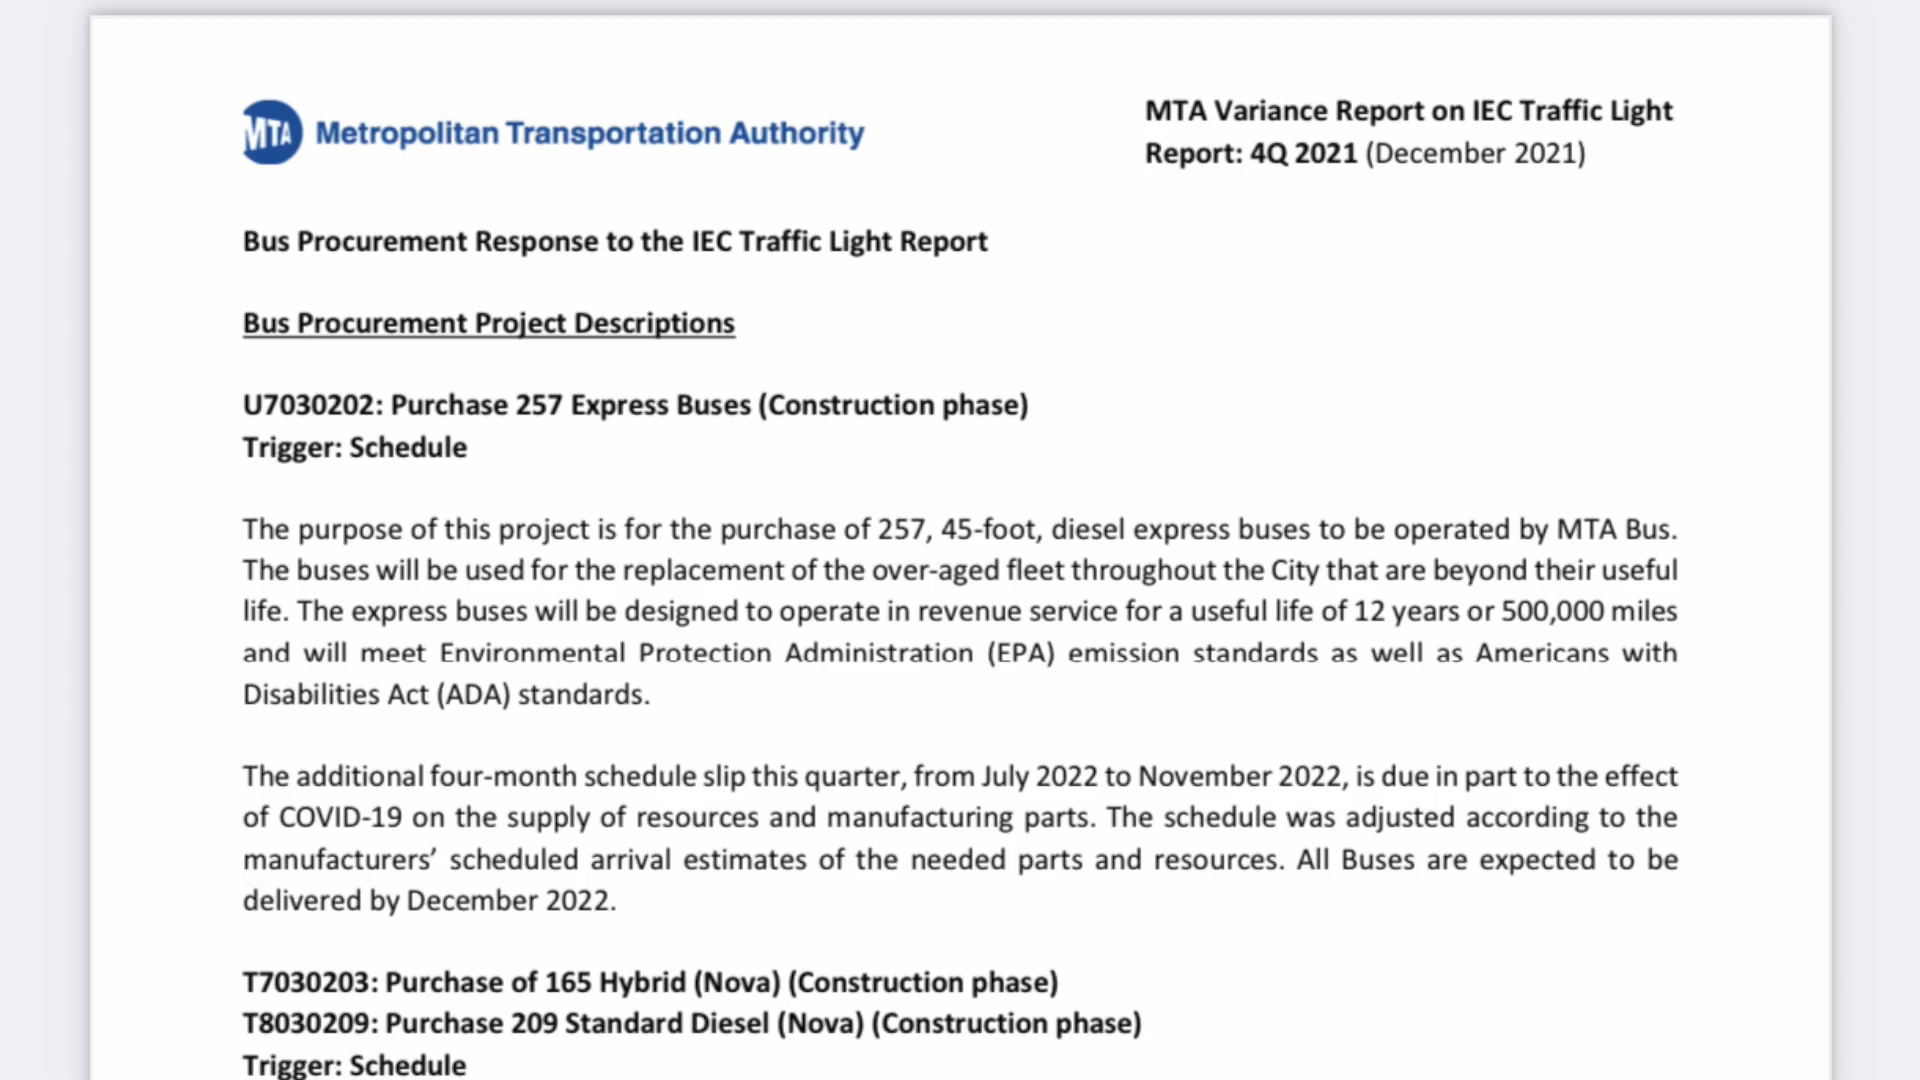 MTA Metropolitan Transportation Authority
MTA Variance Report on IEC Traffic Light
Report: 4Q 2021 (December 2021)
Bus Procurement Response to the IEC Traffic Light Report
Bus Procurement Project Descriptions
U7030202: Purchase 257 Express Buses (Construction phase)
Trigger: Schedule
The purpose of this project is for the purchase of 257, 45-foot, diesel express buses to be operated by MTA Bus.
The buses will be used for the replacement of the over-aged fleet throughout the City that are beyond their useful
life. The express buses will be designed to operate in revenue service for a useful life of 12 years or 500,000 miles
and will meet Environmental Protection Administration (EPA) emission standards as well as Americans with
Disabilities Act (ADA) standards.
The additional four-month schedule slip this quarter, from July 2022 to November 2022, is due in part to the effect
of COVID-19 on the supply of resources and manufacturing parts. The schedule was adjusted according to the
manufacturers’ scheduled arrival estimates of the needed parts and resources. All Buses are expected to be
delivered by December 2022.
T7030203: Purchase of 165 Hybrid (Nova) (Construction phase)
T8030209: Purchase 209 Standard Diesel (Nova) (Construction phase)
Trigger: Schedule